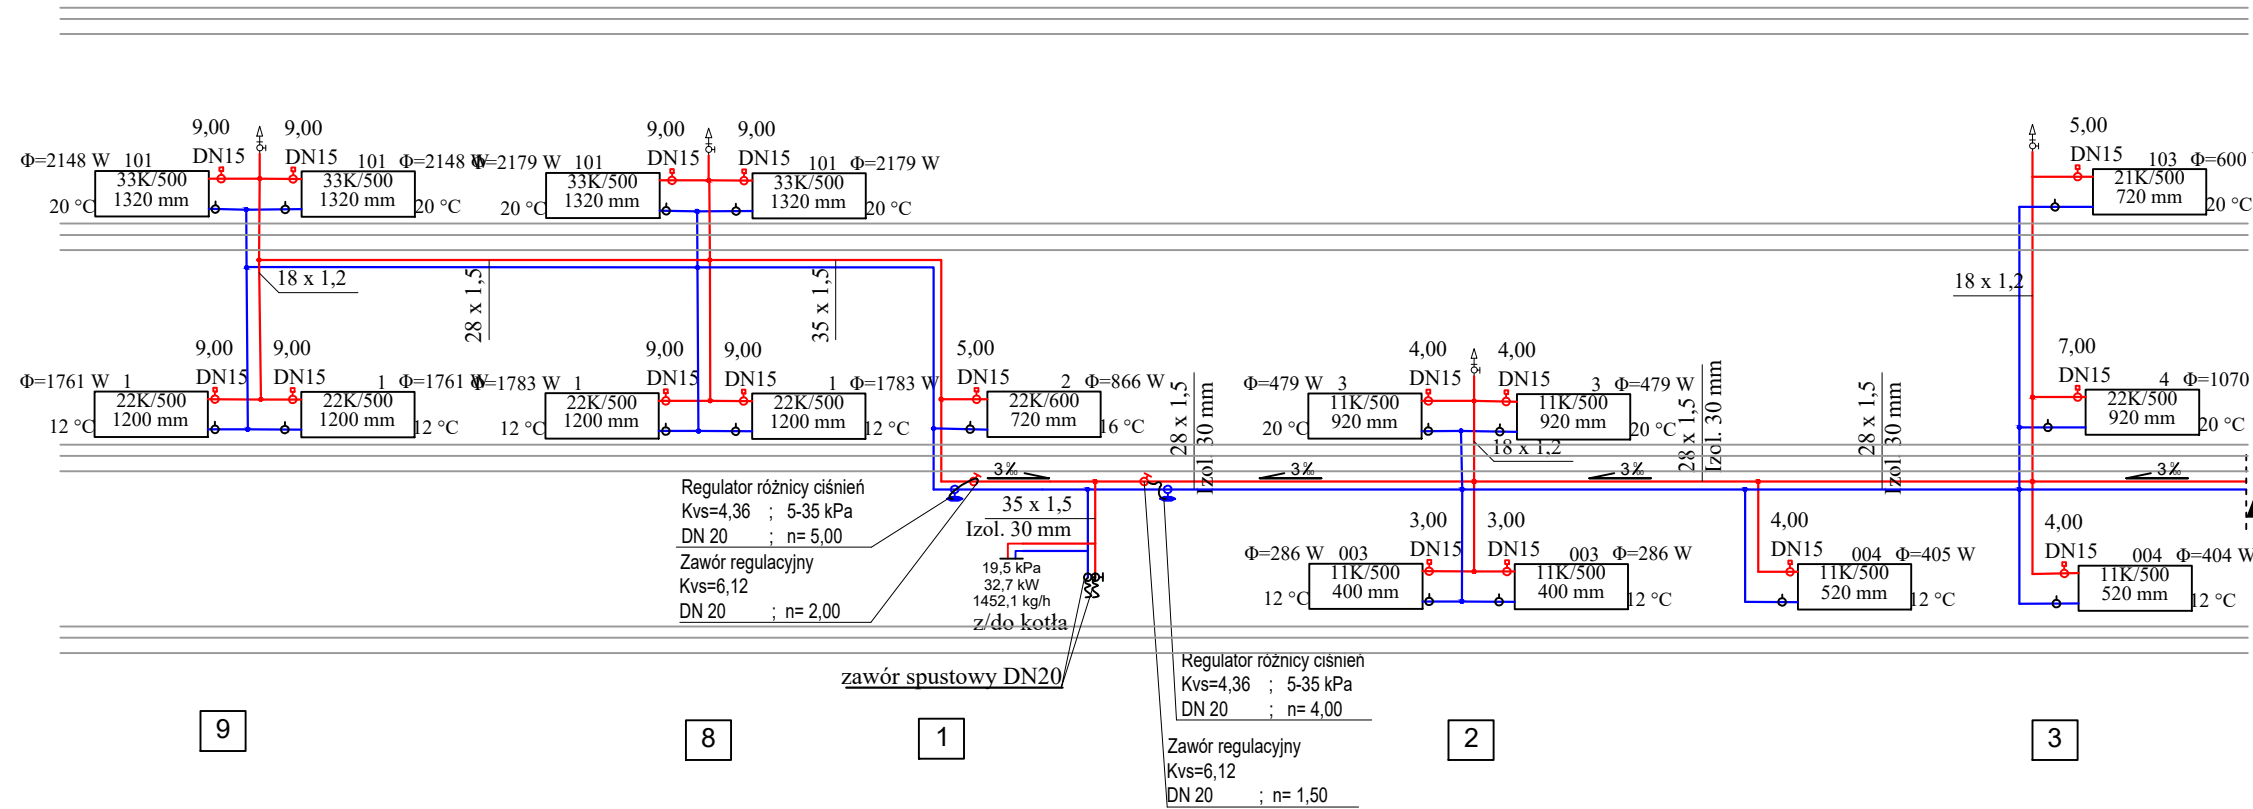 9,00 9,00 9,00 9,00 5,00
DN15 DN15 DN15 DN15 DN15
Φ=2148 W 101 101 Φ=2148 W Φ=2179 W 101 101 Φ=2179 W 103 Φ=600
33K/500 33K/500 33K/500 33K/500 21K/500
1320 mm 1320 mm 1320 mm 1320 mm 720 mm
20 °C 20 °C 20 °C 20 °C 20 °C
18 x 1,2 28 x 1,5 35 x 1,5 18 x 1,2
9,00 9,00 9,00 9,00 5,00 4,00 4,00 7,00
DN15 DN15 DN15 DN15 DN15 DN15 DN15 DN15
Φ=1761 W 1 1 Φ=1761 W Φ=1783 W 1 1 Φ=1783 W 2 Φ=866 W Φ=479 W 3 3 Φ=479 W 4 Φ=1070
22K/500 22K/500 22K/500 22K/500 22K/600 11K/500 11K/500 22K/500
1200 mm 1200 mm 1200 mm 1200 mm 720 mm 920 mm 920 mm 920 mm
12 °C 12 °C 12 °C 12 °C 16 °C 20 °C 20 °C 20 °C
28 x 1,5
Izol. 30 mm
18 x 1,2
28 x 1,5
Izol. 30 mm
28 x 1,5
Izol. 30 mm
3‰ 3‰ 3‰ 3‰
Regulator różnicy ciśnień
Kvs=4,36 ; 5-35 kPa
DN 20 ; n= 5,00
Zawór regulacyjny
Kvs=6,12
DN 20 ; n= 2,00
35 x 1,5
Izol. 30 mm
19,5 kPa
32,7 kW
1452,1 kg/h
z/do kotła
3,00 3,00 4,00 4,00
DN15 DN15 DN15 DN15
Φ=286 W 003 003 Φ=286 W 004 Φ=405 W 004 Φ=404 W
11K/500 11K/500 11K/500 11K/500
400 mm 400 mm 520 mm 520 mm
12 °C 12 °C 12 °C 12 °C
zawór spustowy DN20
Regulator różnicy ciśnień
Kvs=4,36 ; 5-35 kPa
DN 20 ; n= 4,00
Zawór regulacyjny
Kvs=6,12
DN 20 ; n= 1,50
9 8 1 2 3